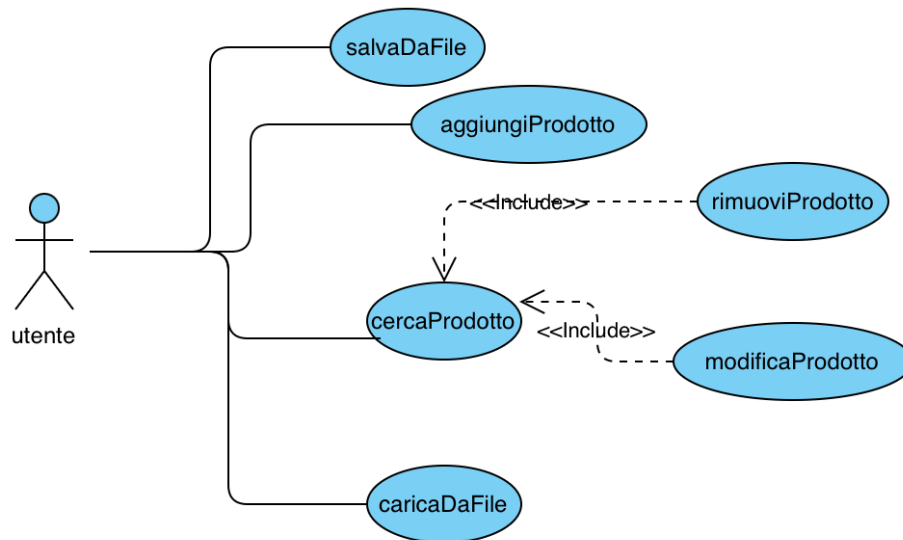 salvaDaFile
aggiungiProdotto
<<Include>>
rimuoviProdotto
utente
cercaProdotto
<<Include>>
modificaProdotto
caricaDaFile